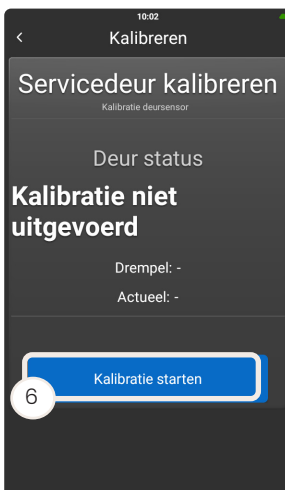 10:02
Kalibreren
Servicedeur kalibreren
Kalibratie deursensor
Deur status
Kalibratie niet
uitgevoerd
Drempel: -
Actueel: -
Kalibratie starten
6